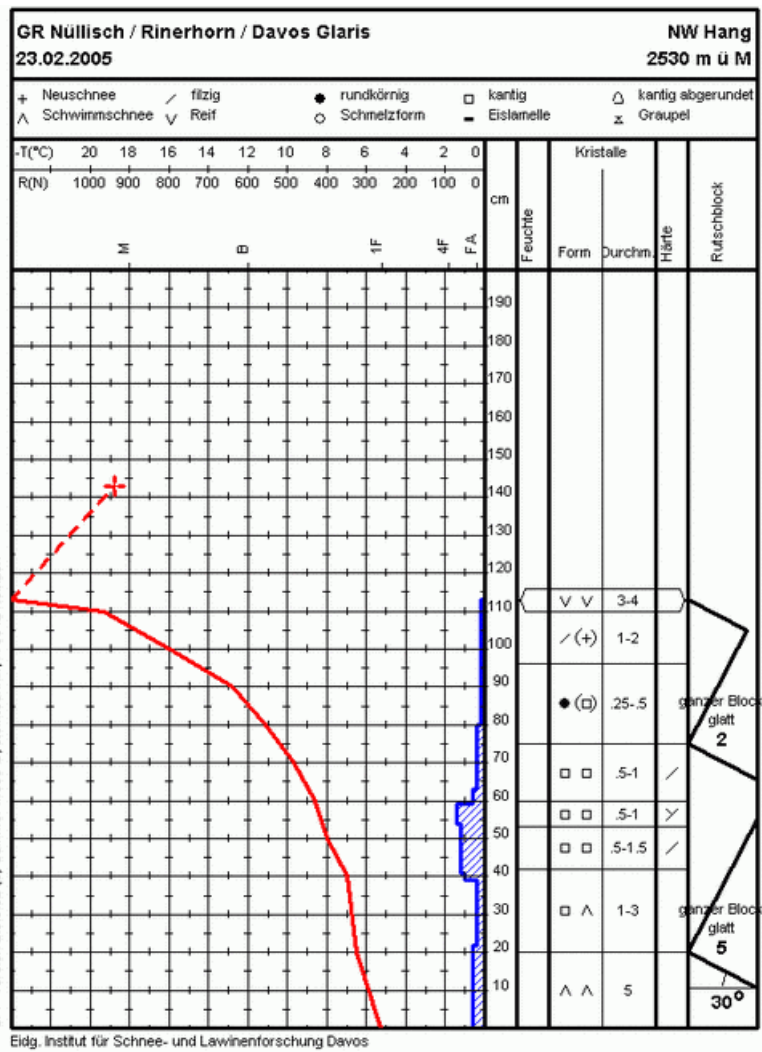 GR Nüllisch / Rinerhorn / Davos Glaris NW Hang
23.02.2005 2530 m ü M
+ Neuschnee / filzig ● rundkörnig □ kantig kantig abgerundet
∧ Schwimmschnee ∨ Reif ○ Schmelzform - Eislamelle Graupel
-T(°C) 20 18 16 14 12 10 8 6 4 2 0
R(N) 1000 900 800 700 600 500 400 300 200 100 0
M B 1F 4F F A
cm
Feuchte
Kristalle
Form Durchm.
Härte
Rutschblock
190
180
170
160
150
140
130
120
110 ∨ ∨ 3-4
100 / (+) 1-2
90
80 ● (□) .25-.5 ganzer Block
glatt
2
70 □ □ .5-1 /
60 □ □ .5-1
50 □ □ .5-1.5 /
40
30 □ ∧ 1-3 ganzer Block
glatt
20 5
10 ∧ ∧ 5 30°
Eidg. Institut für Schnee- und Lawinenforschung Davos